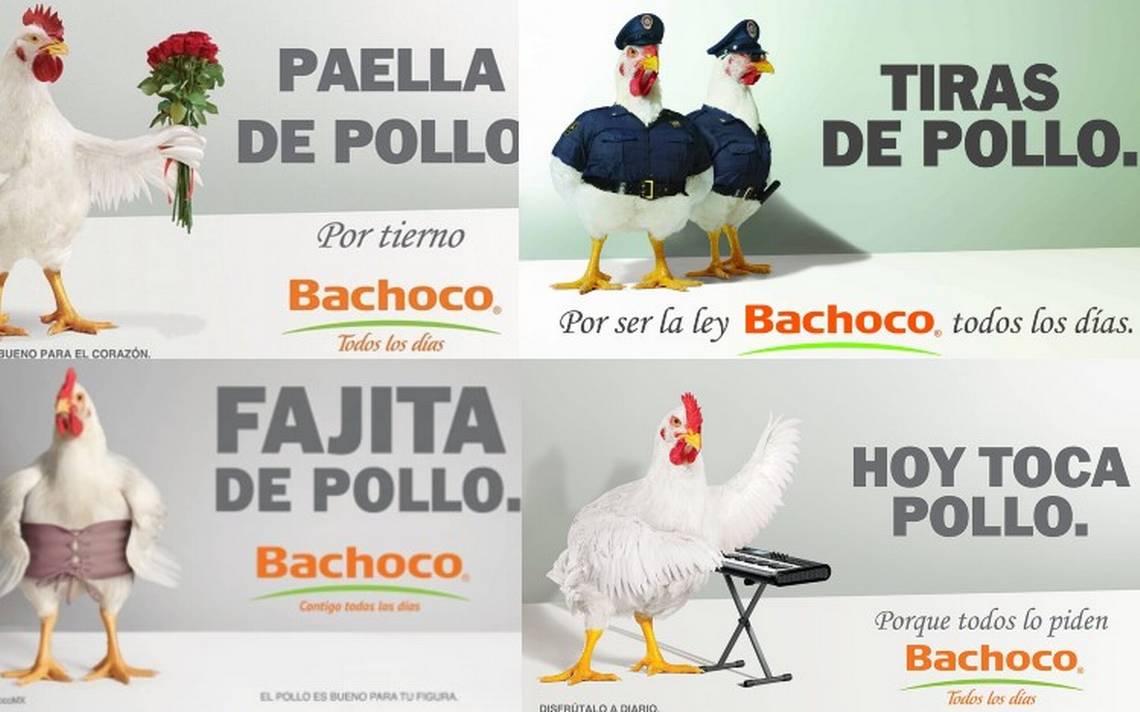 PAELLA
DE POLLO
Por tierno
Bachoco®
Todos los días
BUENO PARA EL CORAZÓN.
TIRAS
DE POLLO.
Por ser la ley Bachoco® todos los días.
FAJITA
DE POLLO.
Bachoco®
Contigo todos los días
EL POLLO ES BUENO PARA TU FIGURA.
HOY TOCA
POLLO.
Porque todos lo piden
Bachoco®
Todos los días
DISFRÚTALO A DIARIO.